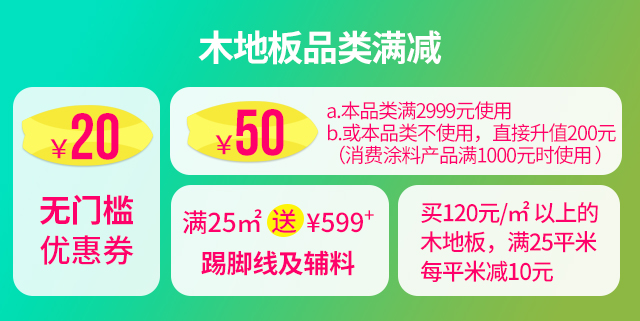 木地板品类满减
¥20
无门槛
优惠券
¥50
a.本品类满2999元使用
b.或本品类不使用，直接升值200元
（消费涂料产品满1000元时使用）
满25㎡ 送 ¥599+
踢脚线及辅料
买120元/㎡ 以上的
木地板，满25平米
每平米减10元